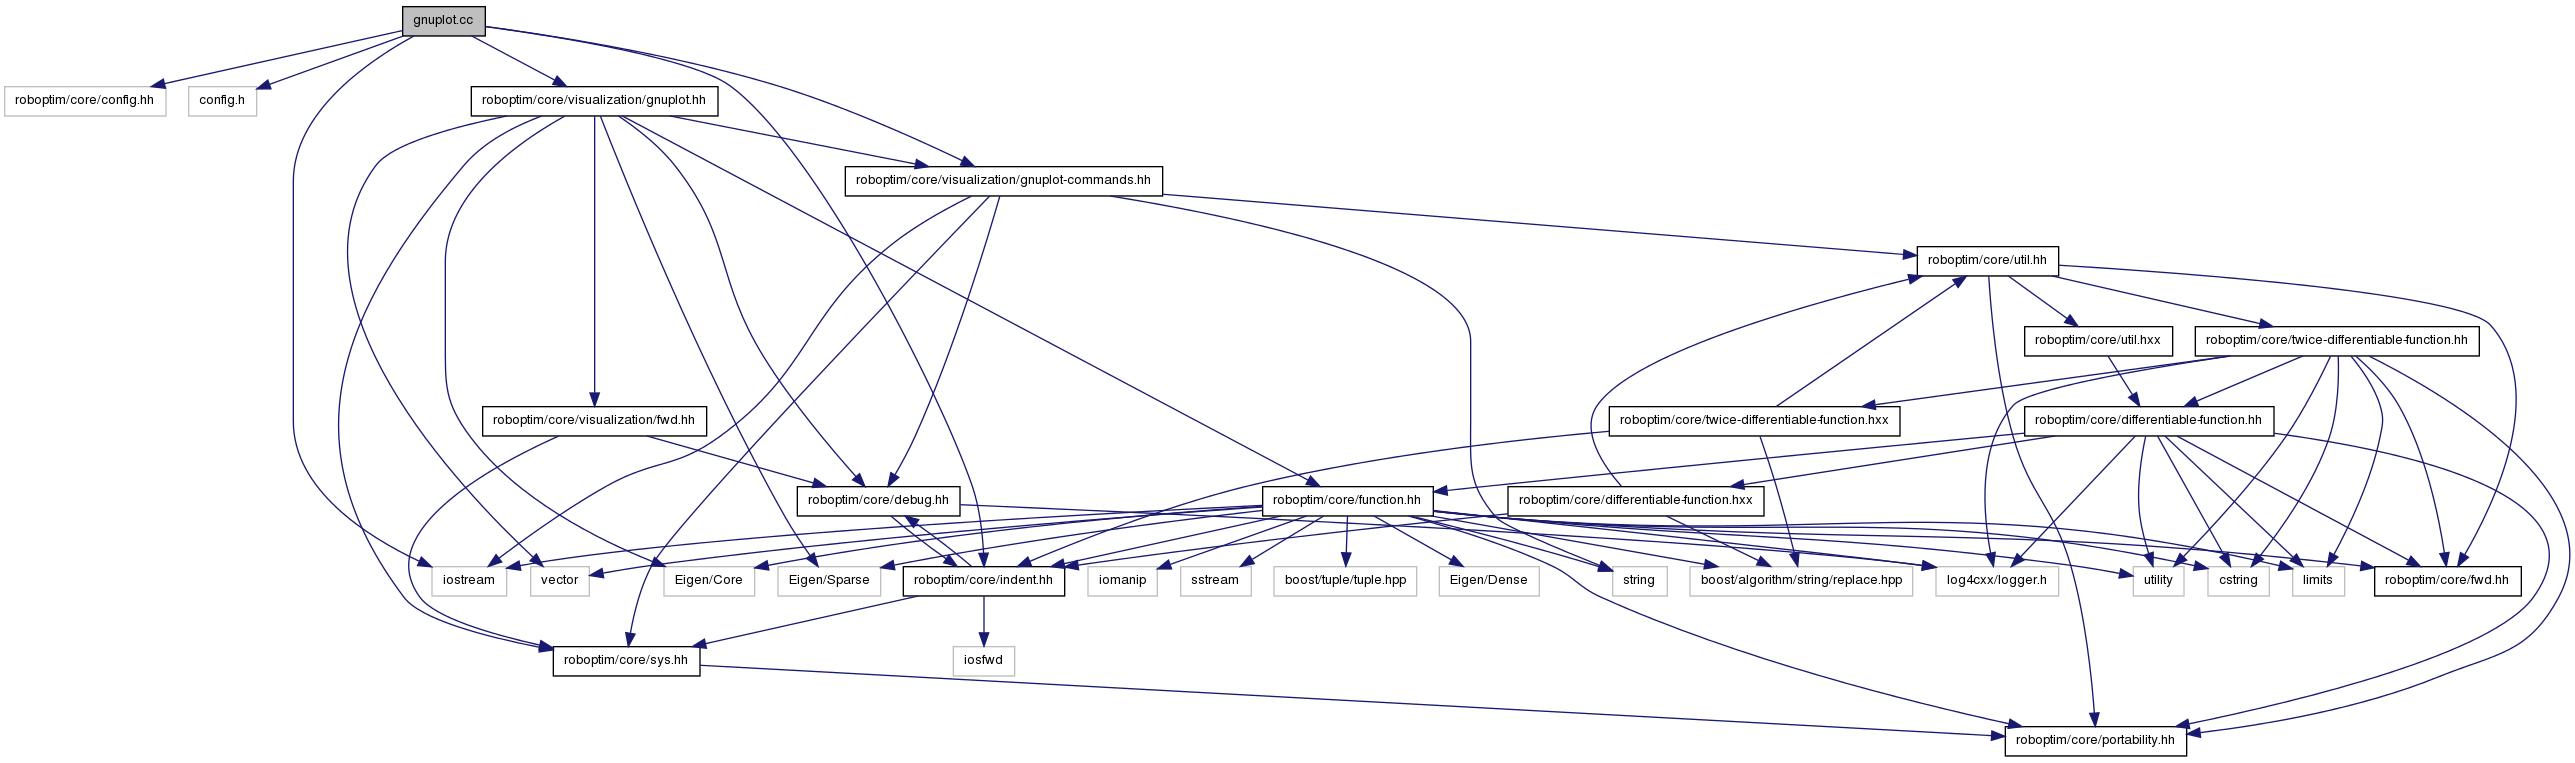 gnuplot.cc
roboptim/core/config.hh
config.h
roboptim/core/visualization/gnuplot.hh
roboptim/core/visualization/gnuplot-commands.hh
roboptim/core/util.hh
roboptim/core/util.hxx
roboptim/core/twice-differentiable-function.hh
roboptim/core/visualization/fwd.hh
roboptim/core/twice-differentiable-function.hxx
roboptim/core/differentiable-function.hh
roboptim/core/debug.hh
roboptim/core/function.hh
roboptim/core/differentiable-function.hxx
iostream
vector
Eigen/Core
Eigen/Sparse
roboptim/core/indent.hh
iomanip
sstream
boost/tuple/tuple.hpp
Eigen/Dense
string
boost/algorithm/string/replace.hpp
log4cxx/logger.h
utility
cstring
limits
roboptim/core/fwd.hh
roboptim/core/sys.hh
iosfwd
roboptim/core/portability.hh